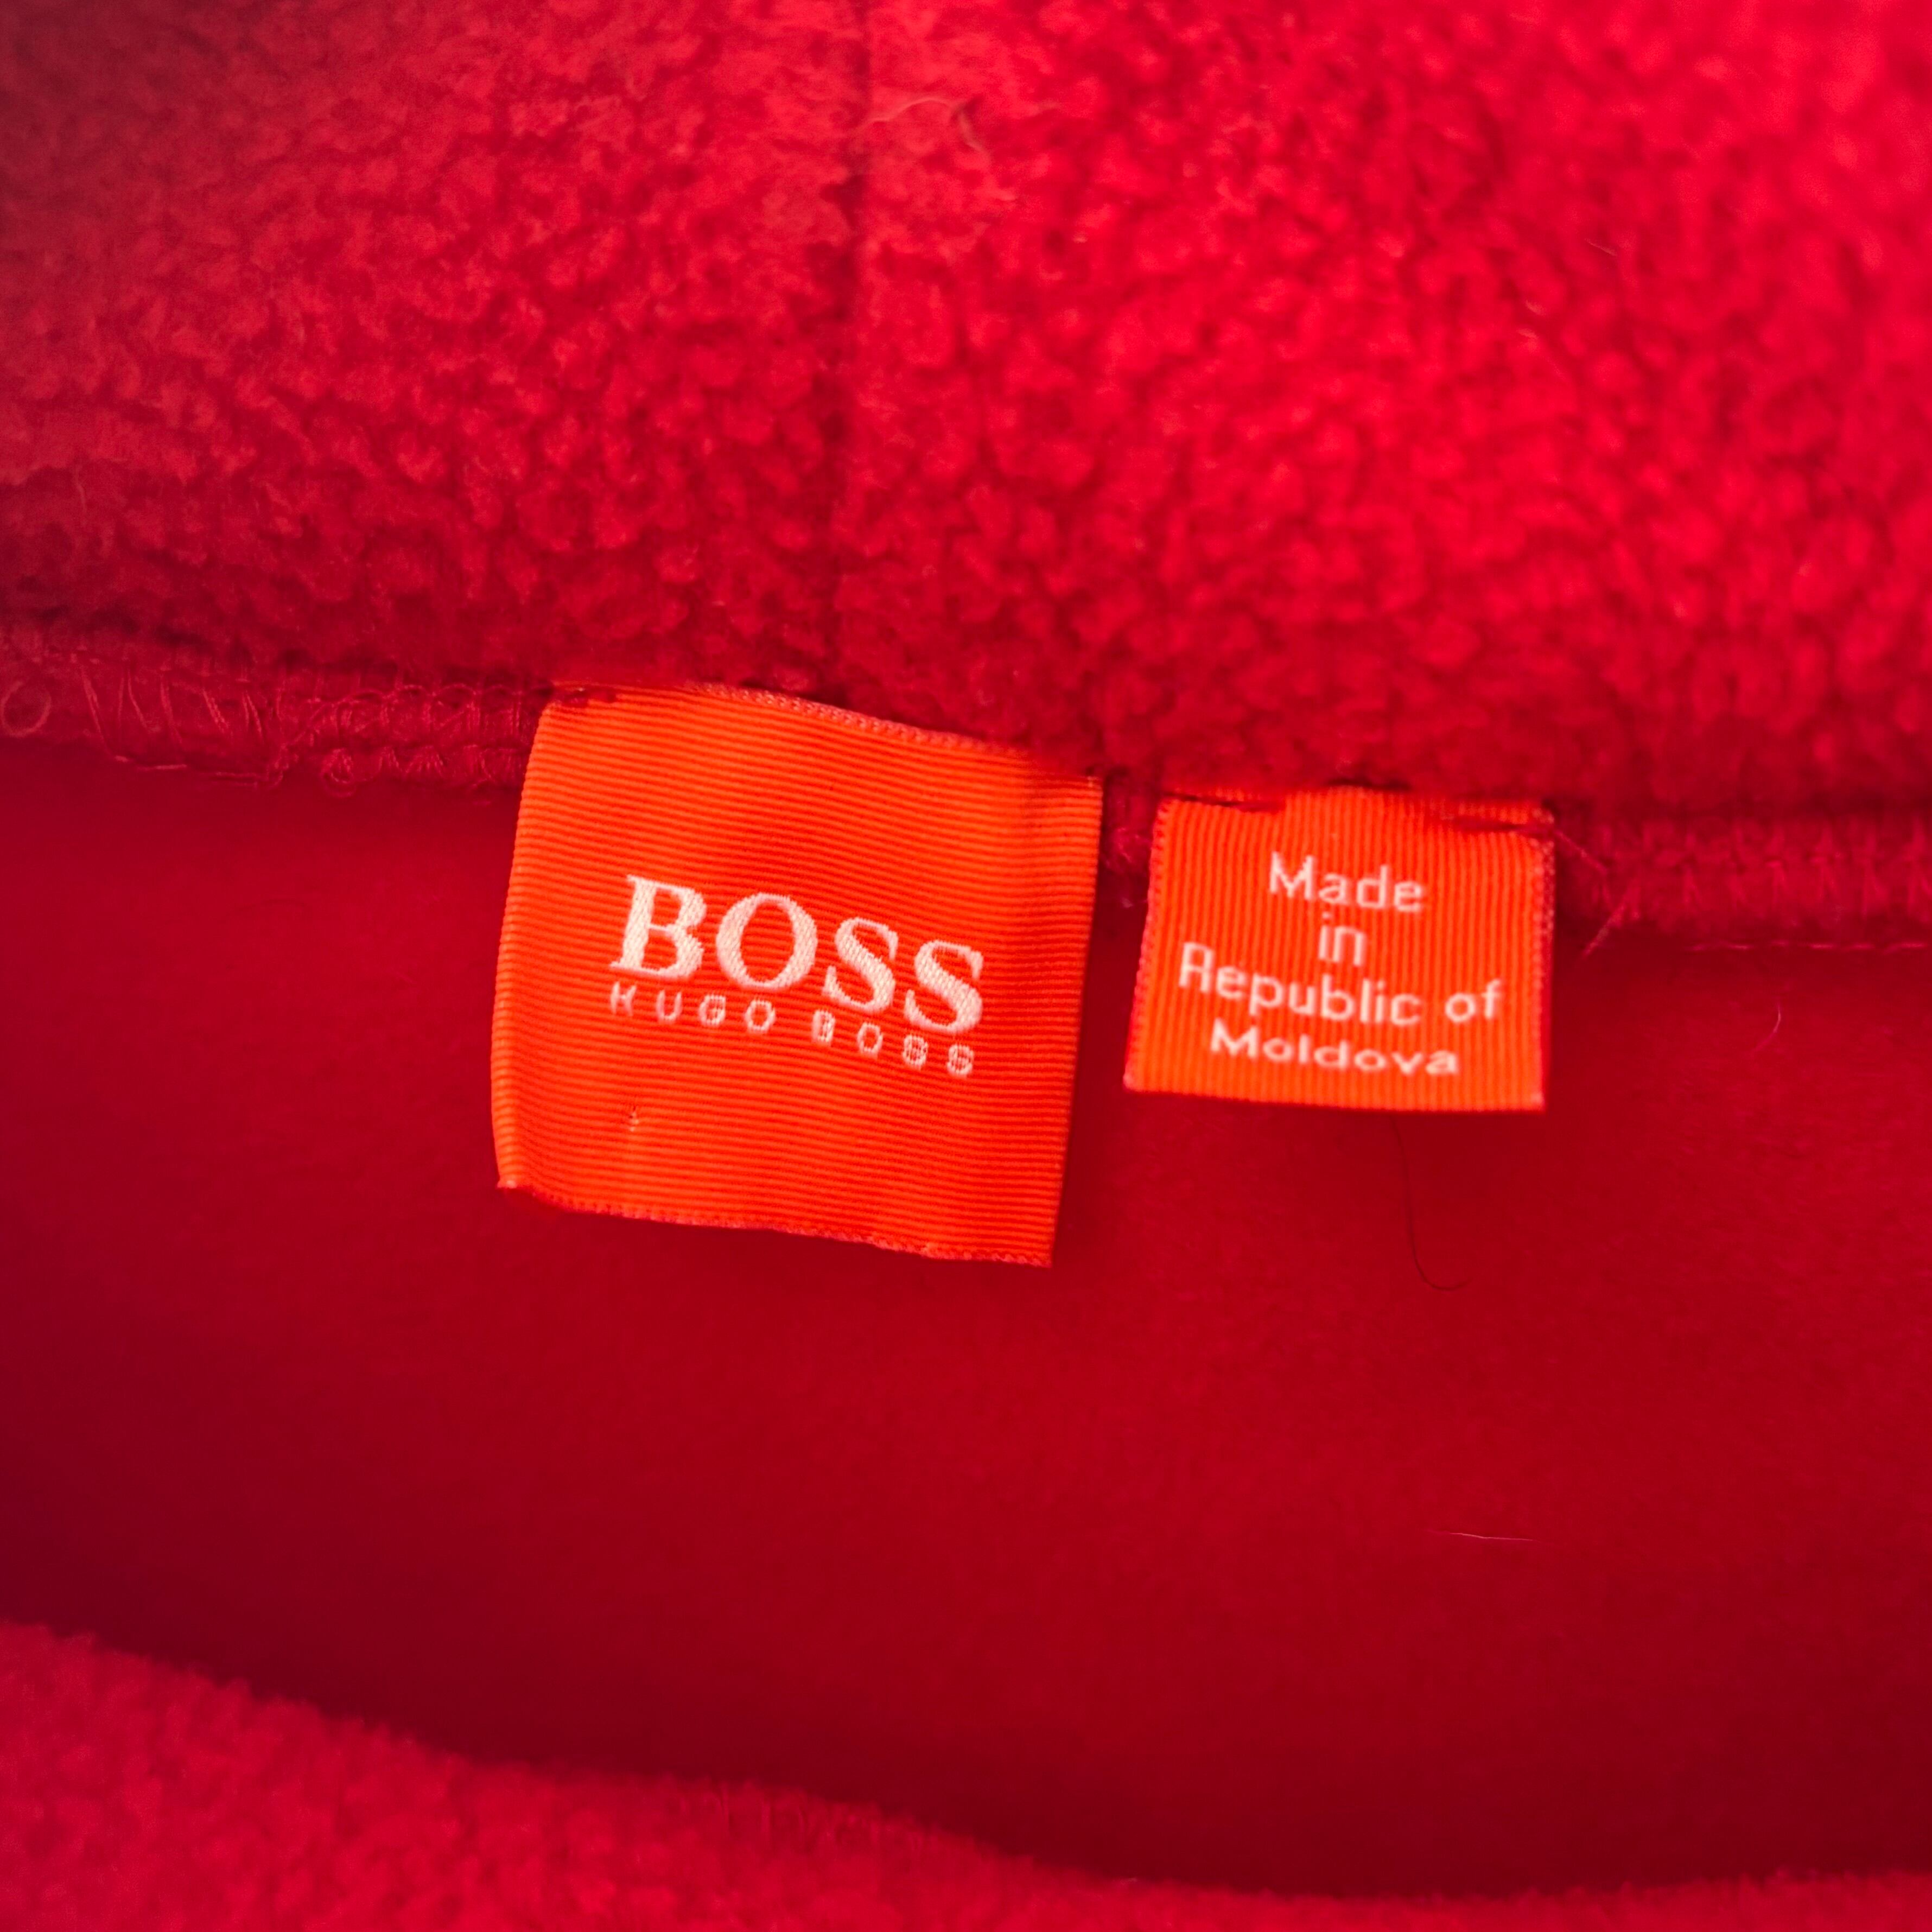 BOSS
HUGO BOSS
Made
in
Republic of
Moldova